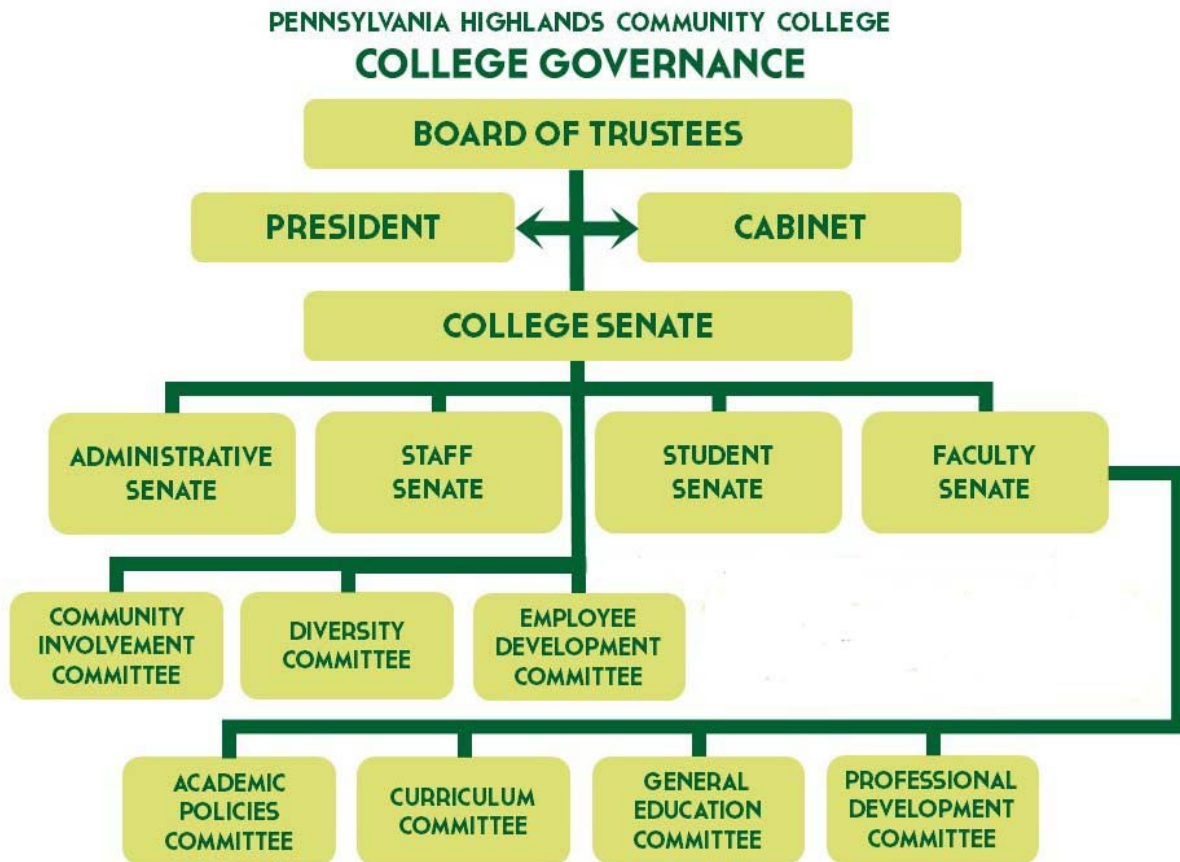 PENNSYLVANIA HIGHLANDS COMMUNITY COLLEGE
COLLEGE GOVERNANCE
BOARD OF TRUSTEES
PRESIDENT
CABINET
COLLEGE SENATE
ADMINISTRATIVE
SENATE
STAFF
SENATE
STUDENT
SENATE
FACULTY
SENATE
COMMUNITY
INVOLVEMENT
COMMITTEE
DIVERSITY
COMMITTEE
EMPLOYEE
DEVELOPMENT
COMMITTEE
ACADEMIC
POLICIES
COMMITTEE
CURRICULUM
COMMITTEE
GENERAL
EDUCATION
COMMITTEE
PROFESSIONAL
DEVELOPMENT
COMMITTEE